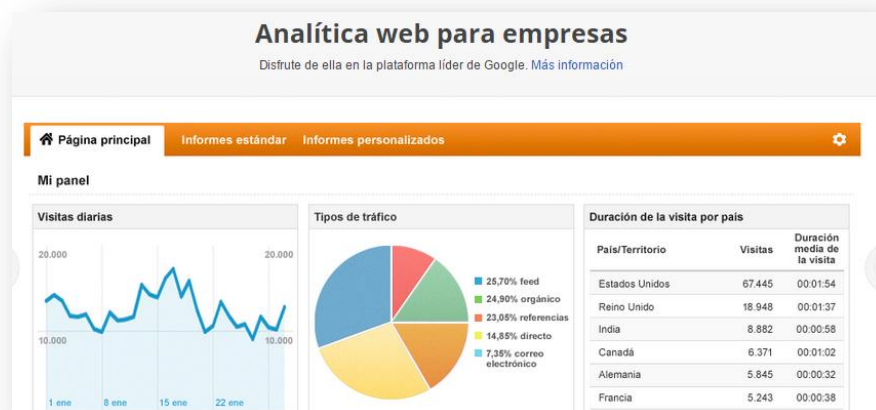 Analítica web para empresas
Disfrute de ella en la plataforma líder de Google. Más información
Página principal
Informes estándar
Informes personalizados
Mi panel
Visitas diarias
20.000
20.000
10.000
10.000
1 ene
8 ene
15 ene
22 ene
Tipos de tráfico
25,70% feed
24,90% orgánico
23,05% referencias
14,85% directo
7,35% correo
electrónico
Duración de la visita por país
País/Territorio Visitas Duración
media de
la visita
Estados Unidos 67.445 00:01:54
Reino Unido 18.948 00:01:37
India 8.882 00:00:58
Canadá 6.371 00:01:02
Alemania 5.845 00:00:32
Francia 5.243 00:00:38